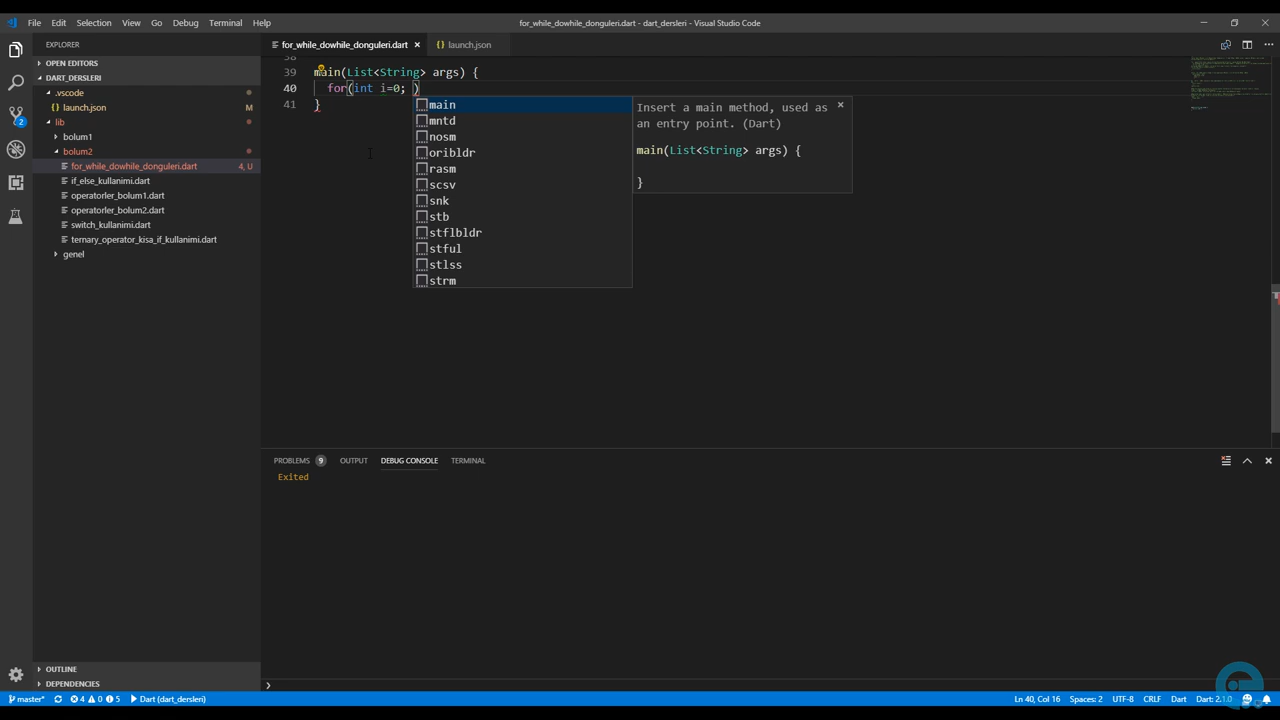 File Edit Selection View Go Debug Terminal Help
for_while_dowhile_donguleri.dart - dart_dersleri - Visual Studio Code
EXPLORER
OPEN EDITORS
DART_DERSLERI
.vscode
launch.json M
lib
bolum1
bolum2
for_while_dowhile_donguleri.dart 4, U
if_else_kullanimi.dart
operatorler_bolum1.dart
operatorler_bolum2.dart
switch_kullanimi.dart
ternary_operator_kisa_if_kullanimi.dart
genel
OUTLINE
DEPENDENCIES
2
for_while_dowhile_donguleri.dart
launch.json
38
39 main(List<String> args) {
40 for(int i=0; )
41 }
main
mntd
nosm
oribldr
rasm
scsv
snk
stb
stflbldr
stful
stlss
strm
Insert a main method, used as
an entry point. (Dart)
main(List<String> args) {
}
PROBLEMS 9 OUTPUT DEBUG CONSOLE TERMINAL
Exited
master* 4 0 5 Dart (dart_dersleri)
Ln 40, Col 16 Spaces: 2 UTF-8 CRLF Dart Dart: 2.1.0